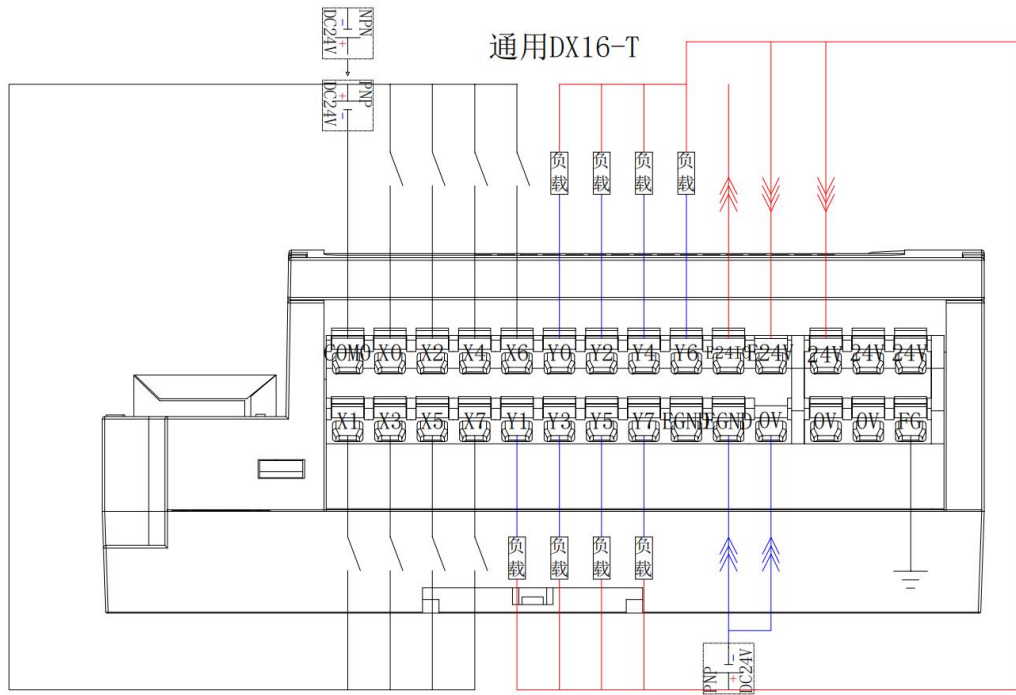 NPN
DC24V
- +
通用DX16-T
PNP
DC24V
+ -
负载 负载 负载 负载
COM0 X0 X2 X4 X6 Y0 Y2 Y4 Y6 E24V 24V 24V 24V
X1 X3 X5 X7 Y1 Y3 Y5 Y7 EGND EGND 0V 0V 0V FG
负载 负载 负载 负载
PNP
DC24V
- +